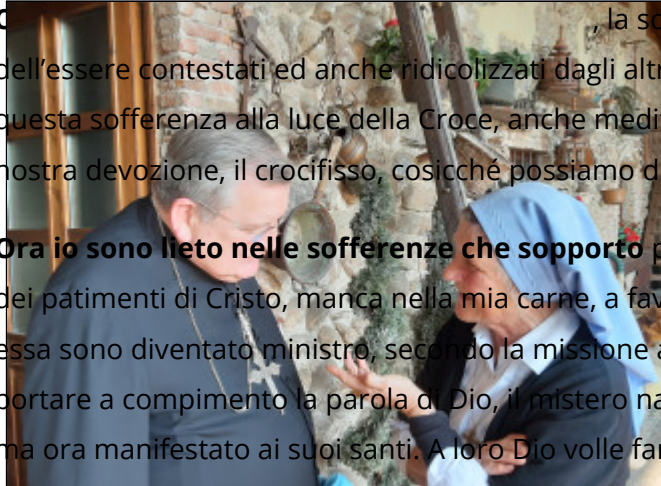 , la sc
dell'essere contestati ed anche ridicolizzati dagli altr
questa sofferenza alla luce della Croce, anche medit
nostra devozione, il crocifisso, cosicché possiamo d
Ora io sono lieto nelle sofferenze che sopporto p
dei patimenti di Cristo, manca nella mia carne, a fav
essa sono diventato ministro, secondo la missione a
portare a compimento la parola di Dio, il mistero na
ma ora manifestato ai suoi santi. A loro Dio volle far